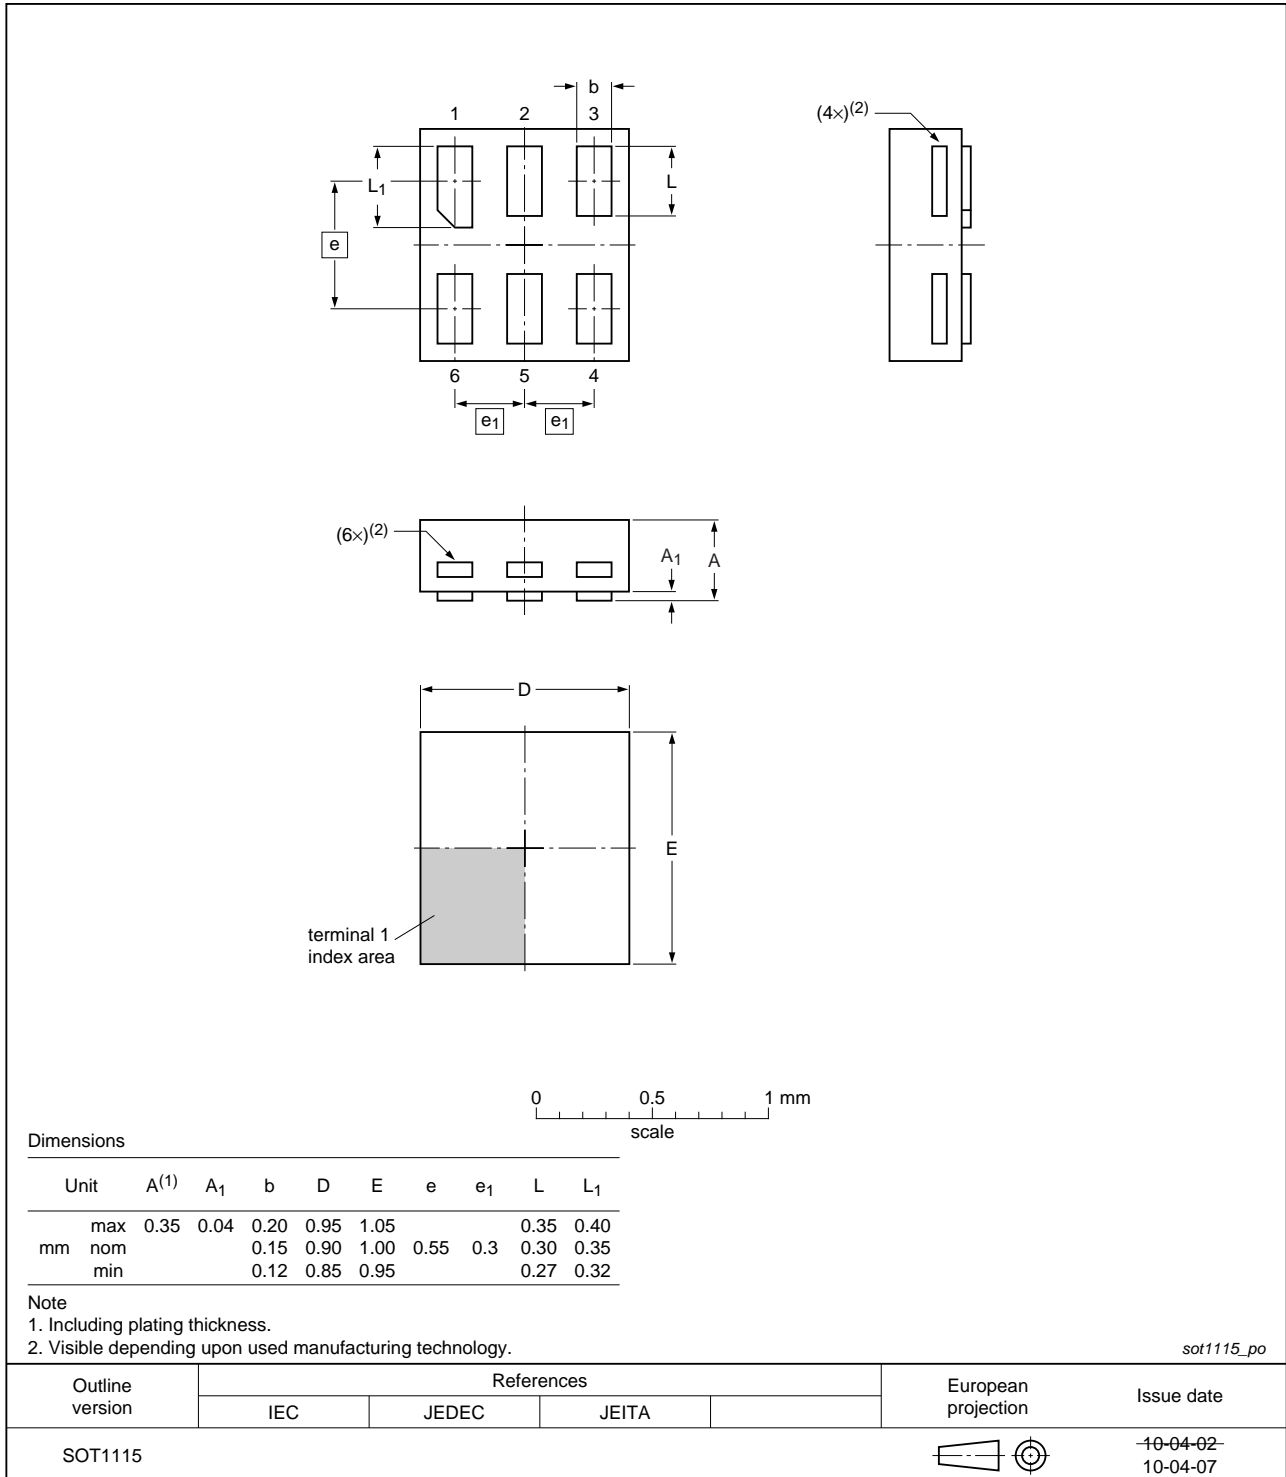 b
1 2 3
(4×)(2)
L1
L
e
6 5 4
e1 e1
(6×)(2)
A1 A
D
E
terminal 1
index area
0 0.5 1 mm
scale
Dimensions
Unit A(1) A1 b D E e e1 L L1
max 0.35 0.04 0.20 0.95 1.05 0.35 0.40
mm nom 0.15 0.90 1.00 0.55 0.3 0.30 0.35
min 0.12 0.85 0.95 0.27 0.32
Note
1. Including plating thickness.
2. Visible depending upon used manufacturing technology.
sot1115_po
Outline version
References
IEC JEDEC JEITA
European projection
Issue date
SOT1115
10-04-02
10-04-07